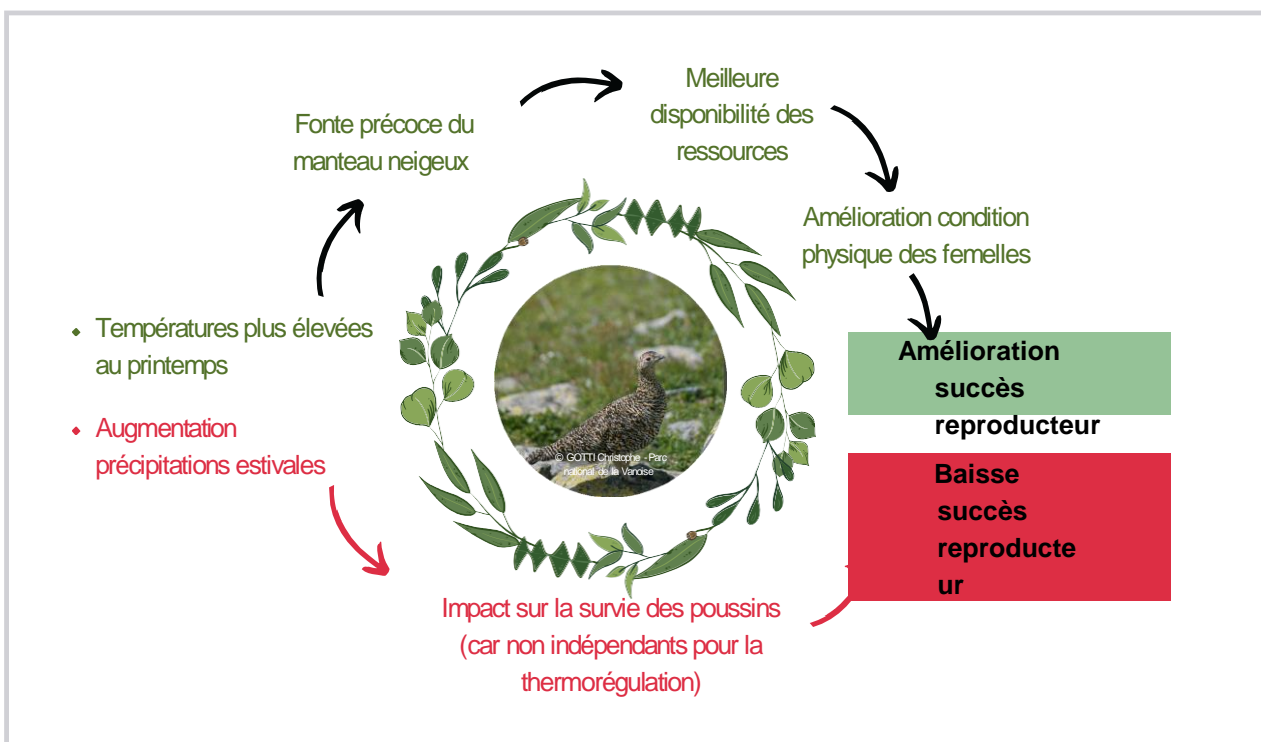 Meilleure
disponibilité des
ressources
Fonte précoce du
manteau neigeux
Amélioration condition
physique des femelles
Températures plus élevées
au printemps
Amélioration
succès
reproducteur
Augmentation
précipitations estivales
© GOTTI Christophe - Parc
national de la Vanoise
Baisse
succès
reproducte
ur
Impact sur la survie des poussins
(car non indépendants pour la
thermorégulation)